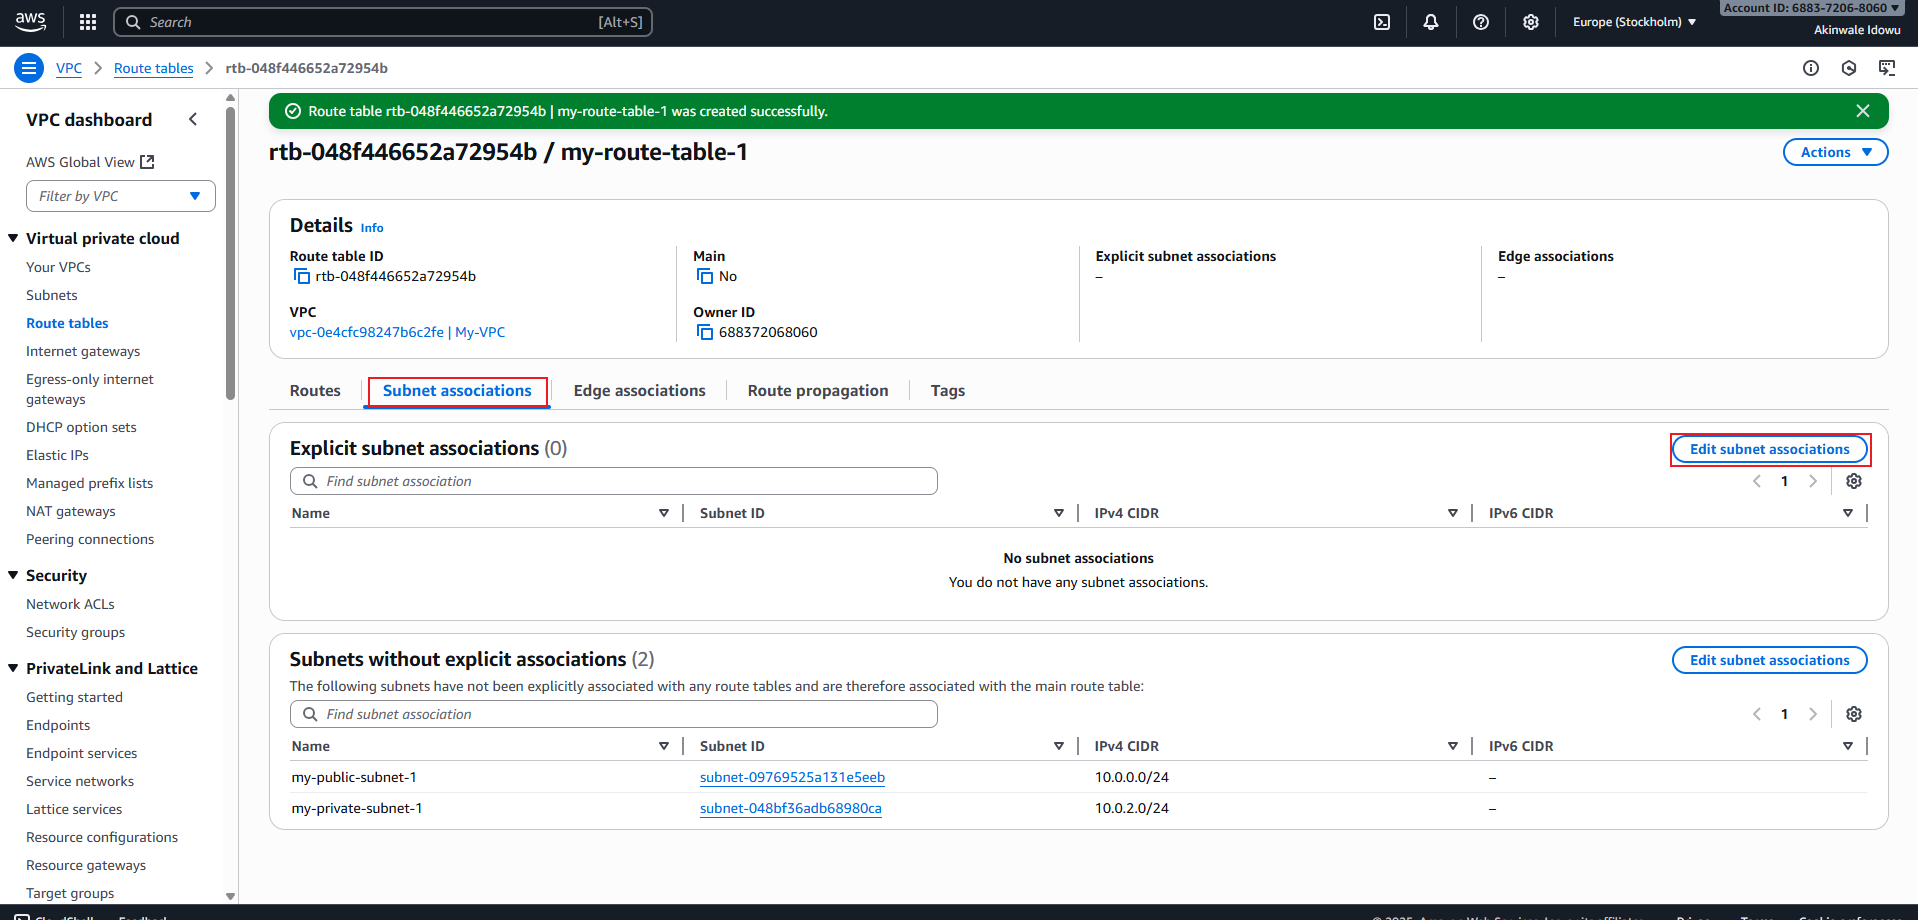 aws
Search [Alt+S]
Europe (Stockholm)
Account ID: 6883-7206-8060
Akinwale Idowu
VPC > Route tables > rtb-048f446652a72954b
VPC dashboard
AWS Global View
Filter by VPC
Virtual private cloud
Your VPCs
Subnets
Route tables
Internet gateways
Egress-only internet
gateways
DHCP option sets
Elastic IPs
Managed prefix lists
NAT gateways
Peering connections
Security
Network ACLs
Security groups
PrivateLink and Lattice
Getting started
Endpoints
Endpoint services
Service networks
Lattice services
Resource configurations
Resource gateways
Target groups
Route table rtb-048f446652a72954b | my-route-table-1 was created successfully.
rtb-048f446652a72954b / my-route-table-1
Actions
Details Info
Route table ID
rtb-048f446652a72954b
Main
No
Explicit subnet associations
–
Edge associations
–
VPC
vpc-0e4cfc98247b6c2fe | My-VPC
Owner ID
688372068060
Routes Subnet associations Edge associations Route propagation Tags
Explicit subnet associations (0)
Edit subnet associations
Find subnet association
1
Name Subnet ID IPv4 CIDR IPv6 CIDR
No subnet associations
You do not have any subnet associations.
Subnets without explicit associations (2)
Edit subnet associations
The following subnets have not been explicitly associated with any route tables and are therefore associated with the main route table:
Find subnet association
1
Name Subnet ID IPv4 CIDR IPv6 CIDR
my-public-subnet-1 subnet-09769525a131e5eeb 10.0.0.0/24 –
my-private-subnet-1 subnet-048bf36adb68980ca 10.0.2.0/24 –